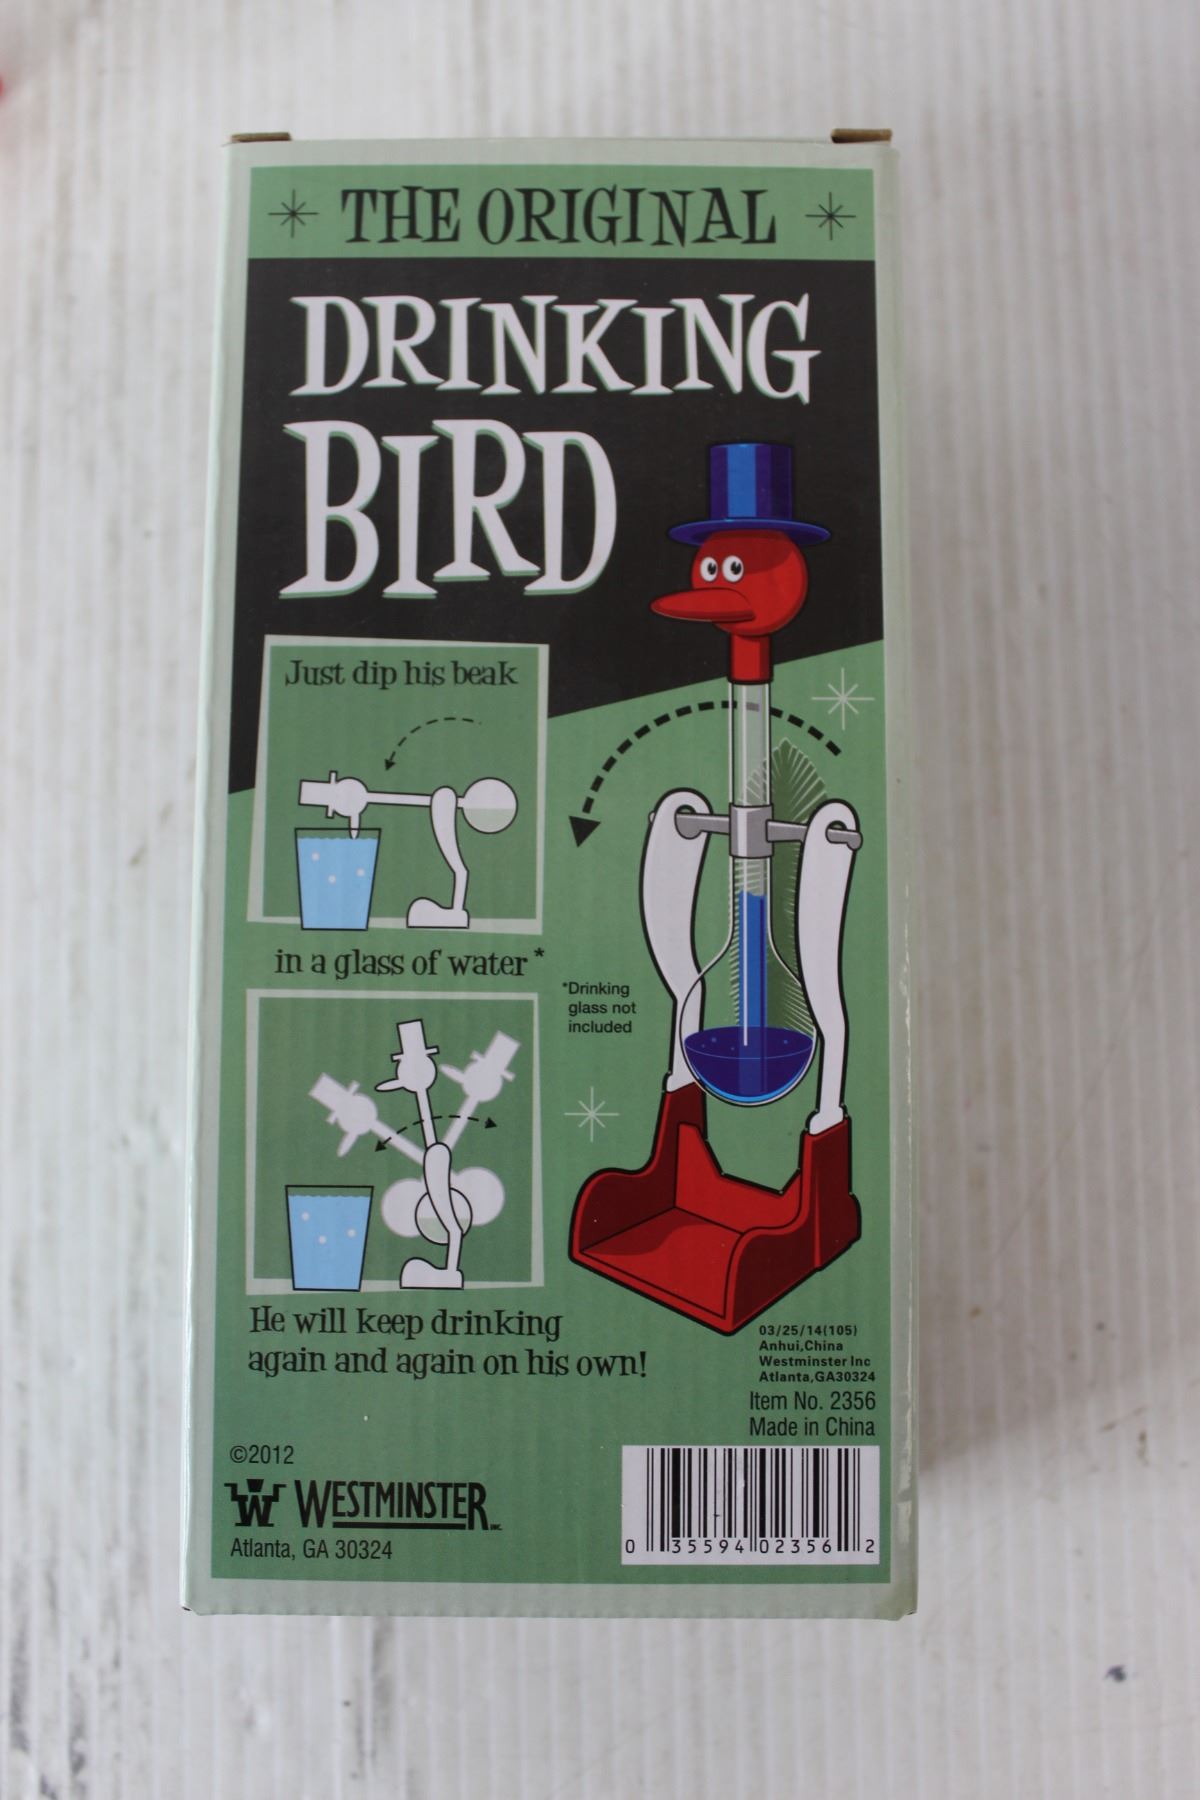 THE ORIGINAL
DRINKING
BIRD
Just dip his beak
in a glass of water*
*Drinking
glass not
included
He will keep drinking
again and again on his own!
03/25/14(105)
Anhui,China
Westminster Inc
Atlanta,GA30324
Item No. 2356
Made in China
©2012
W WESTMINSTER INC.
Atlanta, GA 30324
0 35594 02356 2